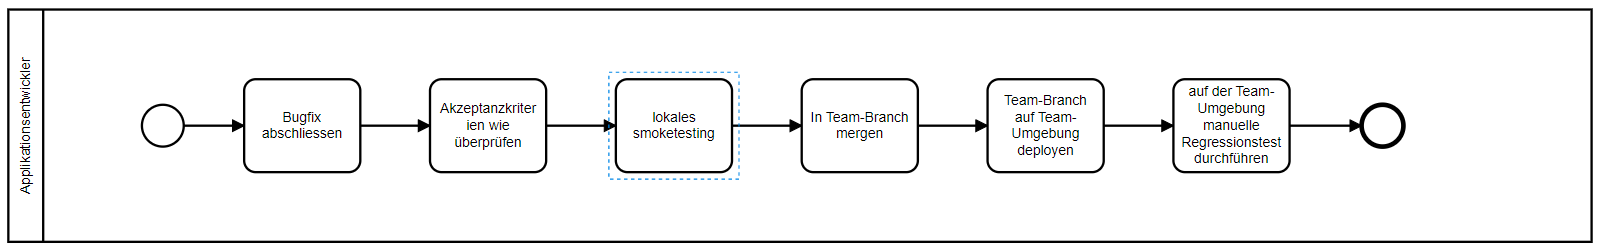 Applikationsentwickler
Bugfix
abschliessen
Akzeptanzkriter
ien wie
überprüfen
lokales
smoketesting
In Team-Branch
mergen
Team-Branch
auf Team-
Umgebung
deployen
auf der Team-
Umgebung
manuelle
Regressionstest
durchführen